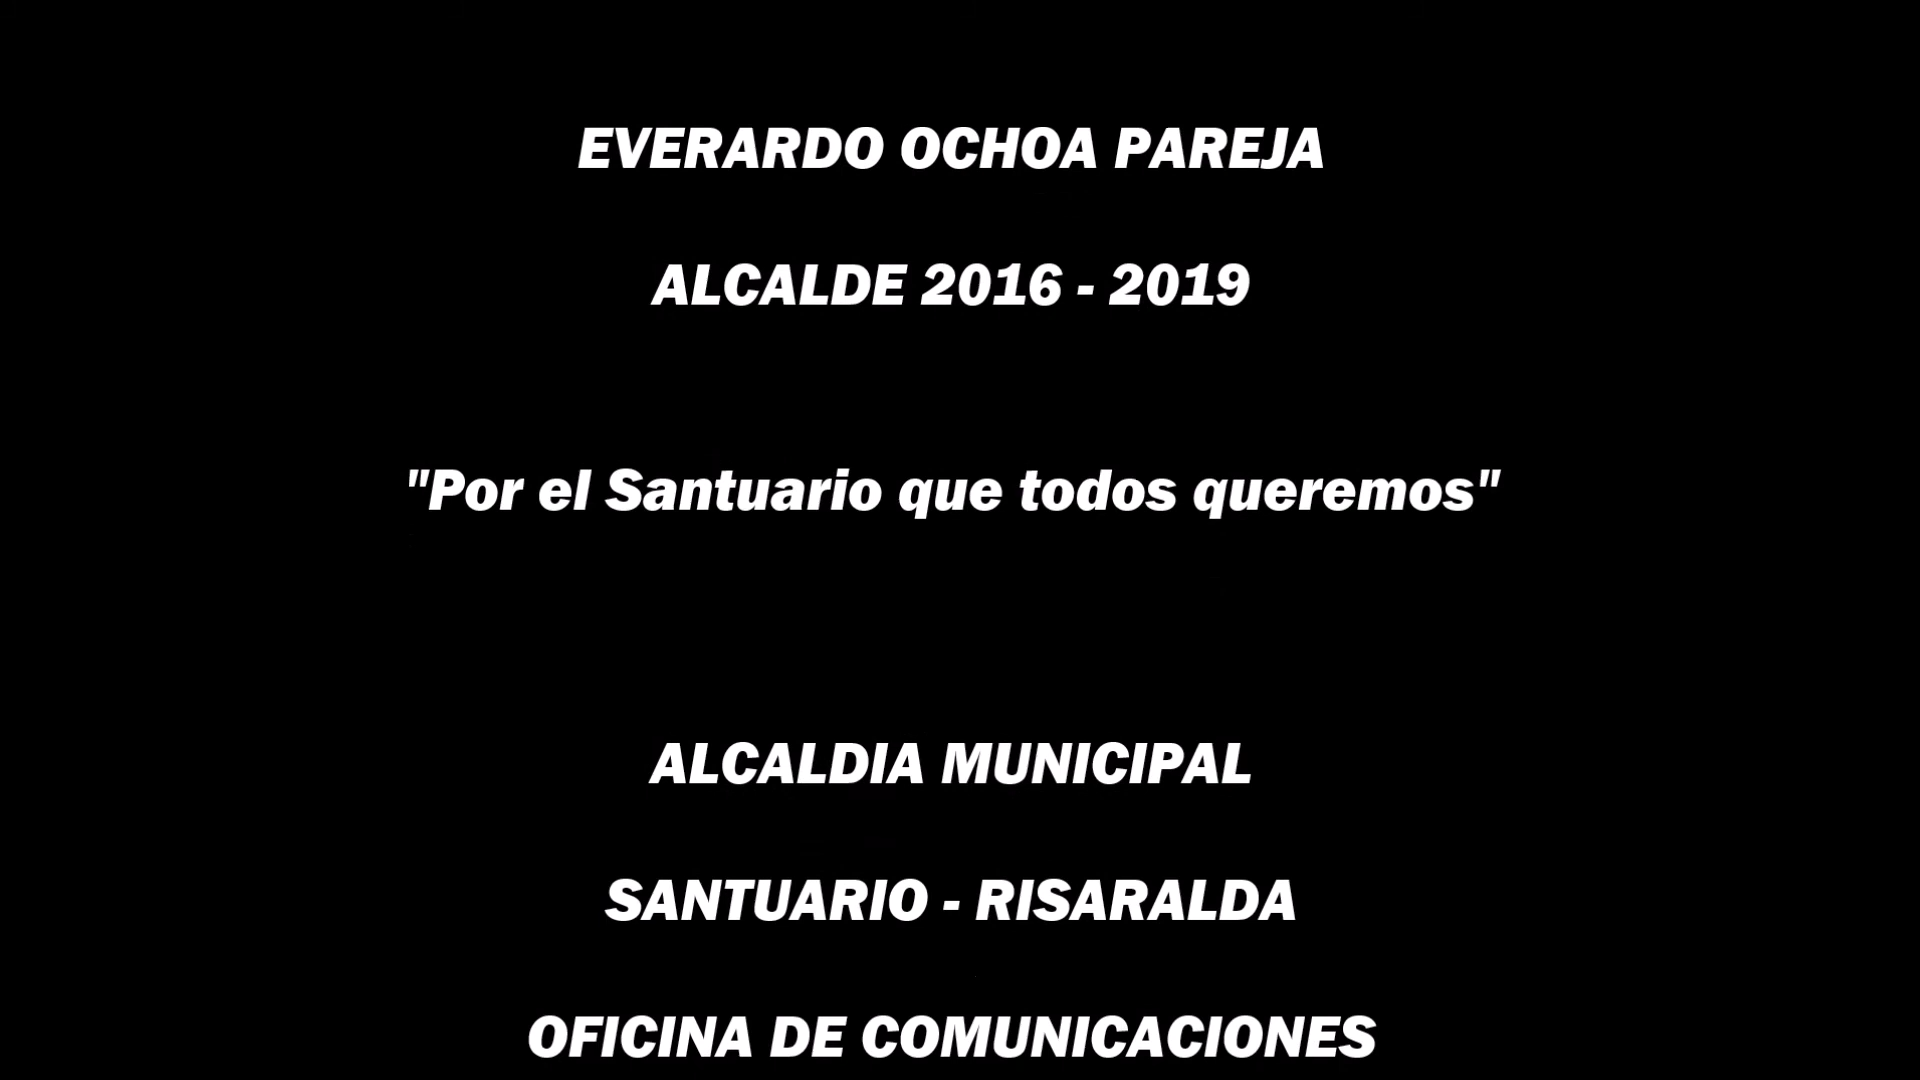 EVERARDO OCHOA PAREJA
ALCALDE 2016 - 2019
"Por el Santuario que todos queremos"
ALCALDIA MUNICIPAL
SANTUARIO - RISARALDA
OFICINA DE COMUNICACIONES